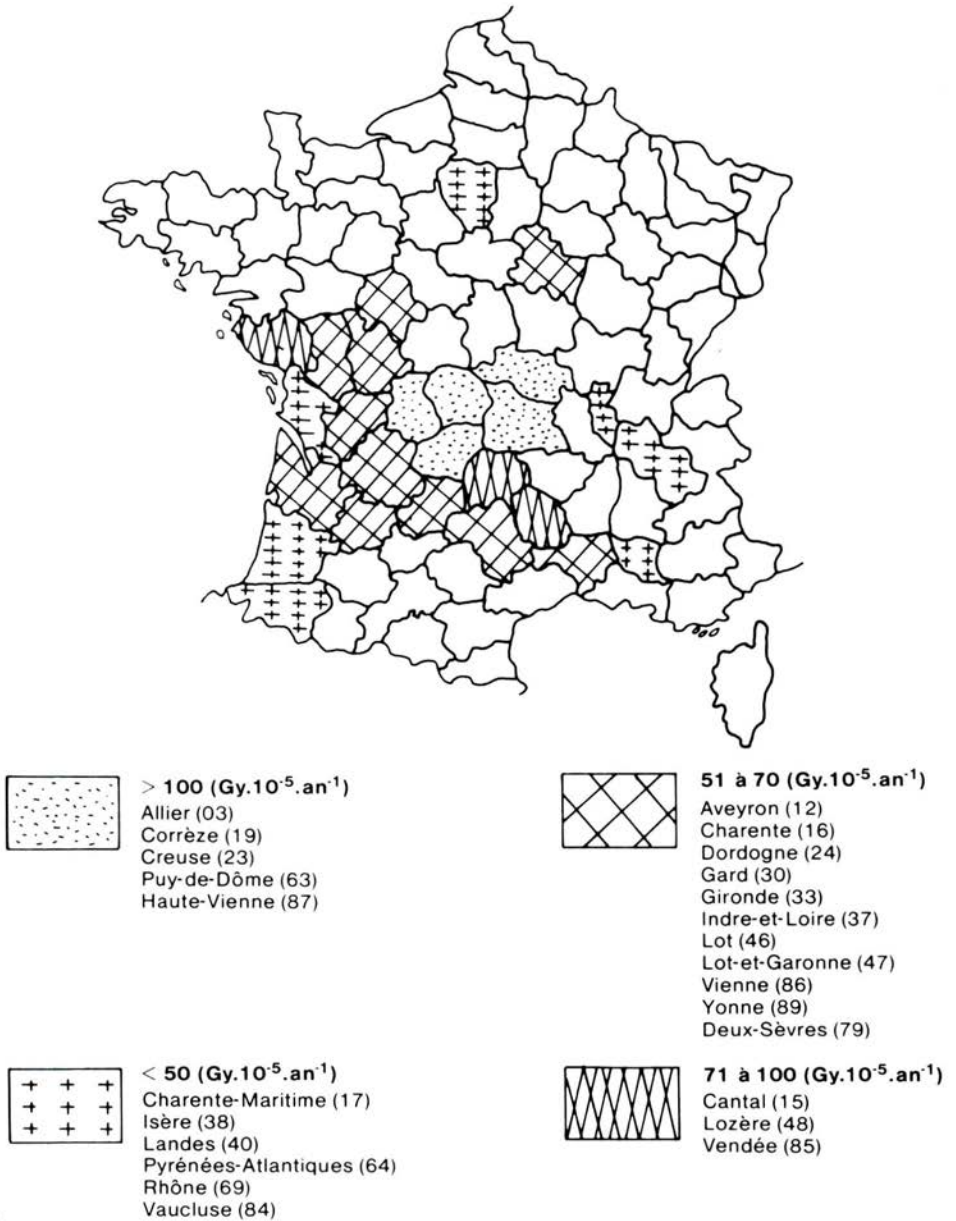 > 100 (Gy.10⁻⁵.an⁻¹)
Allier (03)
Corrèze (19)
Creuse (23)
Puy-de-Dôme (63)
Haute-Vienne (87)
51 à 70 (Gy.10⁻⁵.an⁻¹)
Aveyron (12)
Charente (16)
Dordogne (24)
Gard (30)
Gironde (33)
Indre-et-Loire (37)
Lot (46)
Lot-et-Garonne (47)
Vienne (86)
Yonne (89)
Deux-Sèvres (79)
< 50 (Gy.10⁻⁵.an⁻¹)
Charente-Maritime (17)
Isère (38)
Landes (40)
Pyrénées-Atlantiques (64)
Rhône (69)
Vaucluse (84)
71 à 100 (Gy.10⁻⁵.an⁻¹)
Cantal (15)
Lozère (48)
Vendée (85)